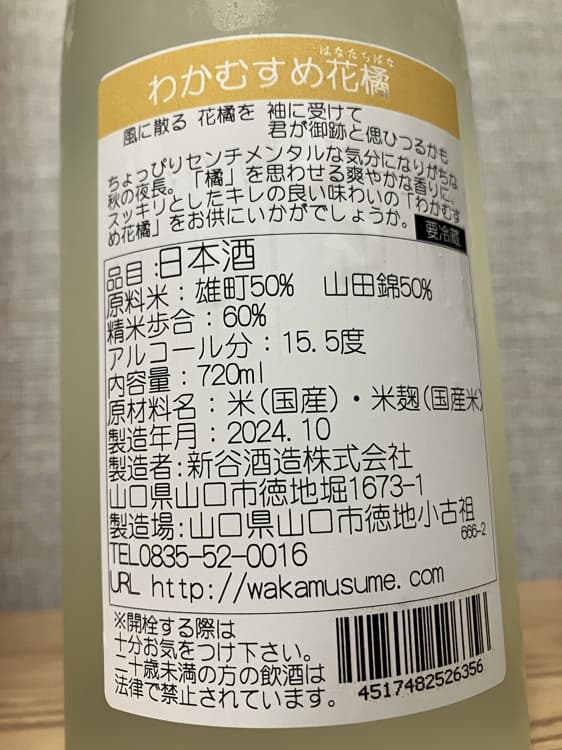 はなたちばな
わかむすめ花橘
風に散る 花橘を 袖に受けて
君が御跡と偲ひつるかも
ちょっぴりセンチメンタルな気分になりがちな
秋の夜長。「橘」を思わせる爽やかな香りに、
スッキリとしたキレの良い味わいの「わかむす
め花橘」をお供にいかがでしょうか。
要冷蔵
品目:日本酒
原料米:雄町50% 山田錦50%
精米歩合:60%
アルコール分:15.5度
内容量:720ml
原材料名:米(国産)・米麹(国産米)
製造年月:2024.10
製造者:新谷酒造株式会社
山口県山口市徳地堀1673-1
製造場:山口県山口市徳地小古祖
666-2
TEL0835-52-0016
URL http://wakamusume.com
※開栓する際は
十分お気をつけ下さい。
二十歳未満の方の飲酒は
法律で禁止されています。
4517482526356